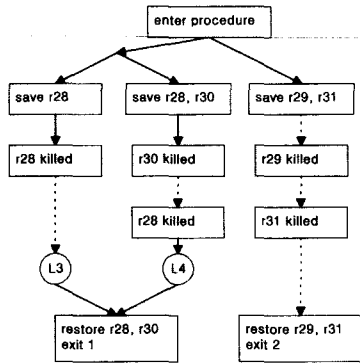 enter procedure
save r28
save r28, r30
save r29, r31
r28 killed
r30 killed
r29 killed
r28 killed
r31 killed
L3
L4
restore r28, r30
exit 1
restore r29, r31
exit 2